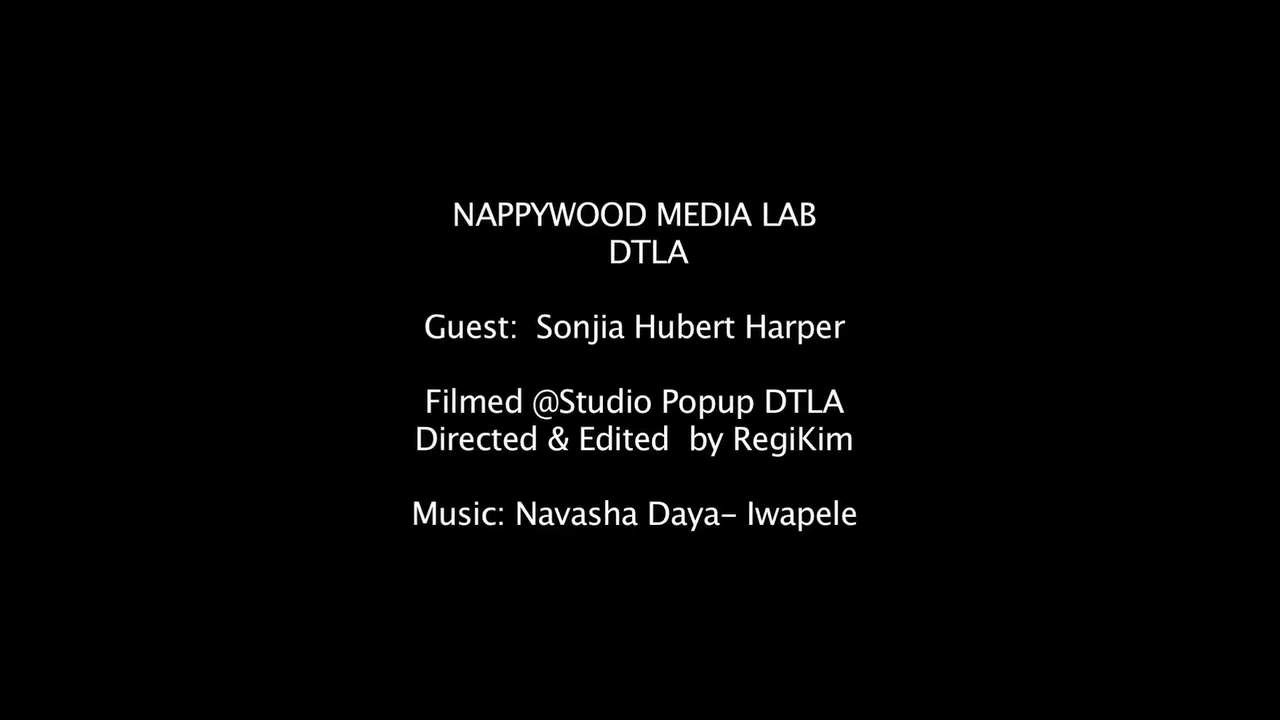 NAPPYWOOD MEDIA LAB
DTLA
Guest:  Sonjia Hubert Harper
Filmed @Studio Popup DTLA
Directed & Edited  by RegiKim
Music: Navasha Daya– Iwapele